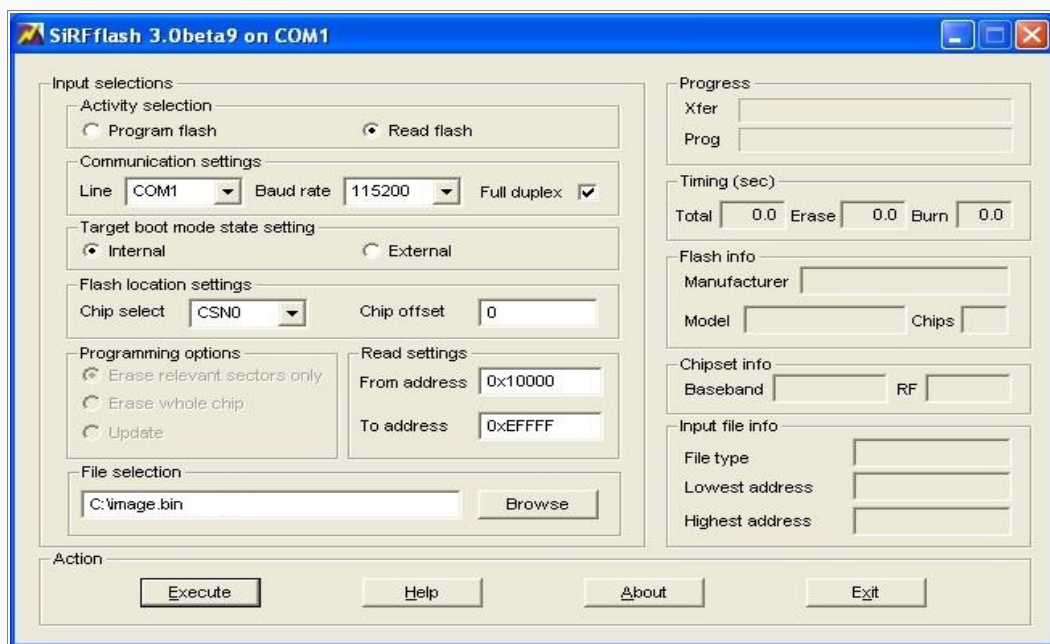 SiRFflash 3.0beta9 on COM1
Input selections
Activity selection
Program flash Read flash
Communication settings
Line COM1 Baud rate 115200 Full duplex
Target boot mode state setting
Internal External
Flash location settings
Chip select CSN0 Chip offset 0
Programming options
Erase relevant sectors only
Erase whole chip
Update
Read settings
From address 0x10000
To address 0xEFFFF
File selection
C:\image.bin Browse
Progress
Xfer
Prog
Timing (sec)
Total 0.0 Erase 0.0 Burn 0.0
Flash info
Manufacturer
Model Chips
Chipset info
Baseband RF
Input file info
File type
Lowest address
Highest address
Action
Execute Help About Exit